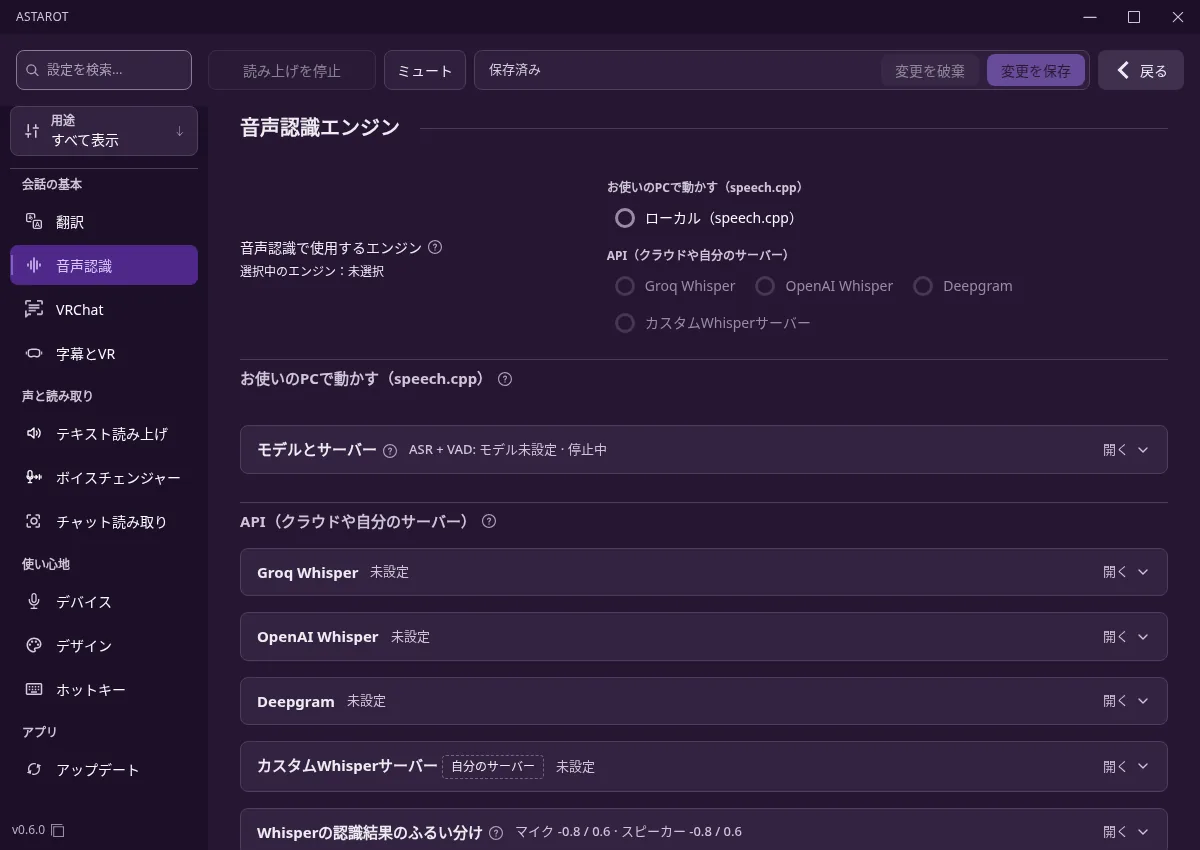 ASTAROT
設定を検索...
読み上げを停止
ミュート
保存済み
変更を破棄
変更を保存
戻る
用途
すべて表示
会話の基本
翻訳
音声認識
VRChat
字幕とVR
声と読み取り
テキスト読み上げ
ボイスチェンジャー
チャット読み取り
使い心地
デバイス
デザイン
ホットキー
アプリ
アップデート
v0.6.0
音声認識エンジン
音声認識で使用するエンジン
選択中のエンジン：未選択
お使いのPCで動かす（speech.cpp）
ローカル（speech.cpp）
API（クラウドや自分のサーバー）
Groq Whisper
OpenAI Whisper
Deepgram
カスタムWhisperサーバー
お使いのPCで動かす（speech.cpp）
モデルとサーバー ASR + VAD: モデル未設定 · 停止中 開く
API（クラウドや自分のサーバー）
Groq Whisper 未設定 開く
OpenAI Whisper 未設定 開く
Deepgram 未設定 開く
カスタムWhisperサーバー 自分のサーバー 未設定 開く
Whisperの認識結果のふるい分け マイク -0.8 / 0.6 · スピーカー -0.8 / 0.6 開く